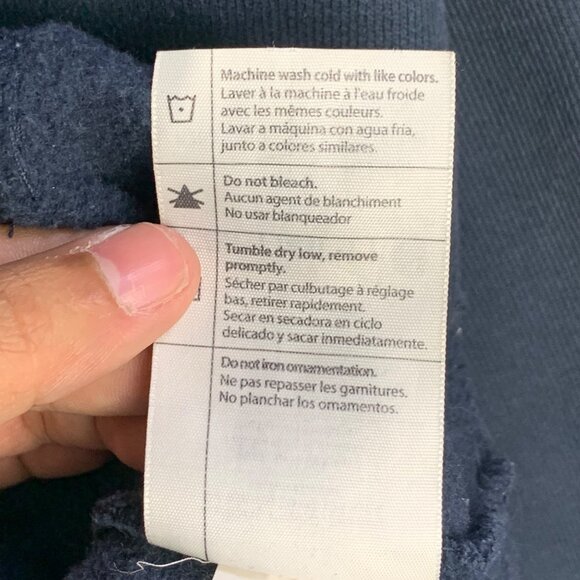 Machine wash cold with like colors.
Laver à la machine à l'eau froide
avec les mêmes couleurs.
Lavar a máquina con agua fría,
junto a colores similares.
Do not bleach.
Aucun agent de blanchiment
No usar blanqueador
Tumble dry low, remove
promptly.
Sécher par culbutage à réglage
bas, retirer rapidement.
Secar en secadora en ciclo
delicado y sacar inmediatamente.
Do not iron ornamentation.
Ne pas repasser les garnitures.
No planchar los ornamentos.